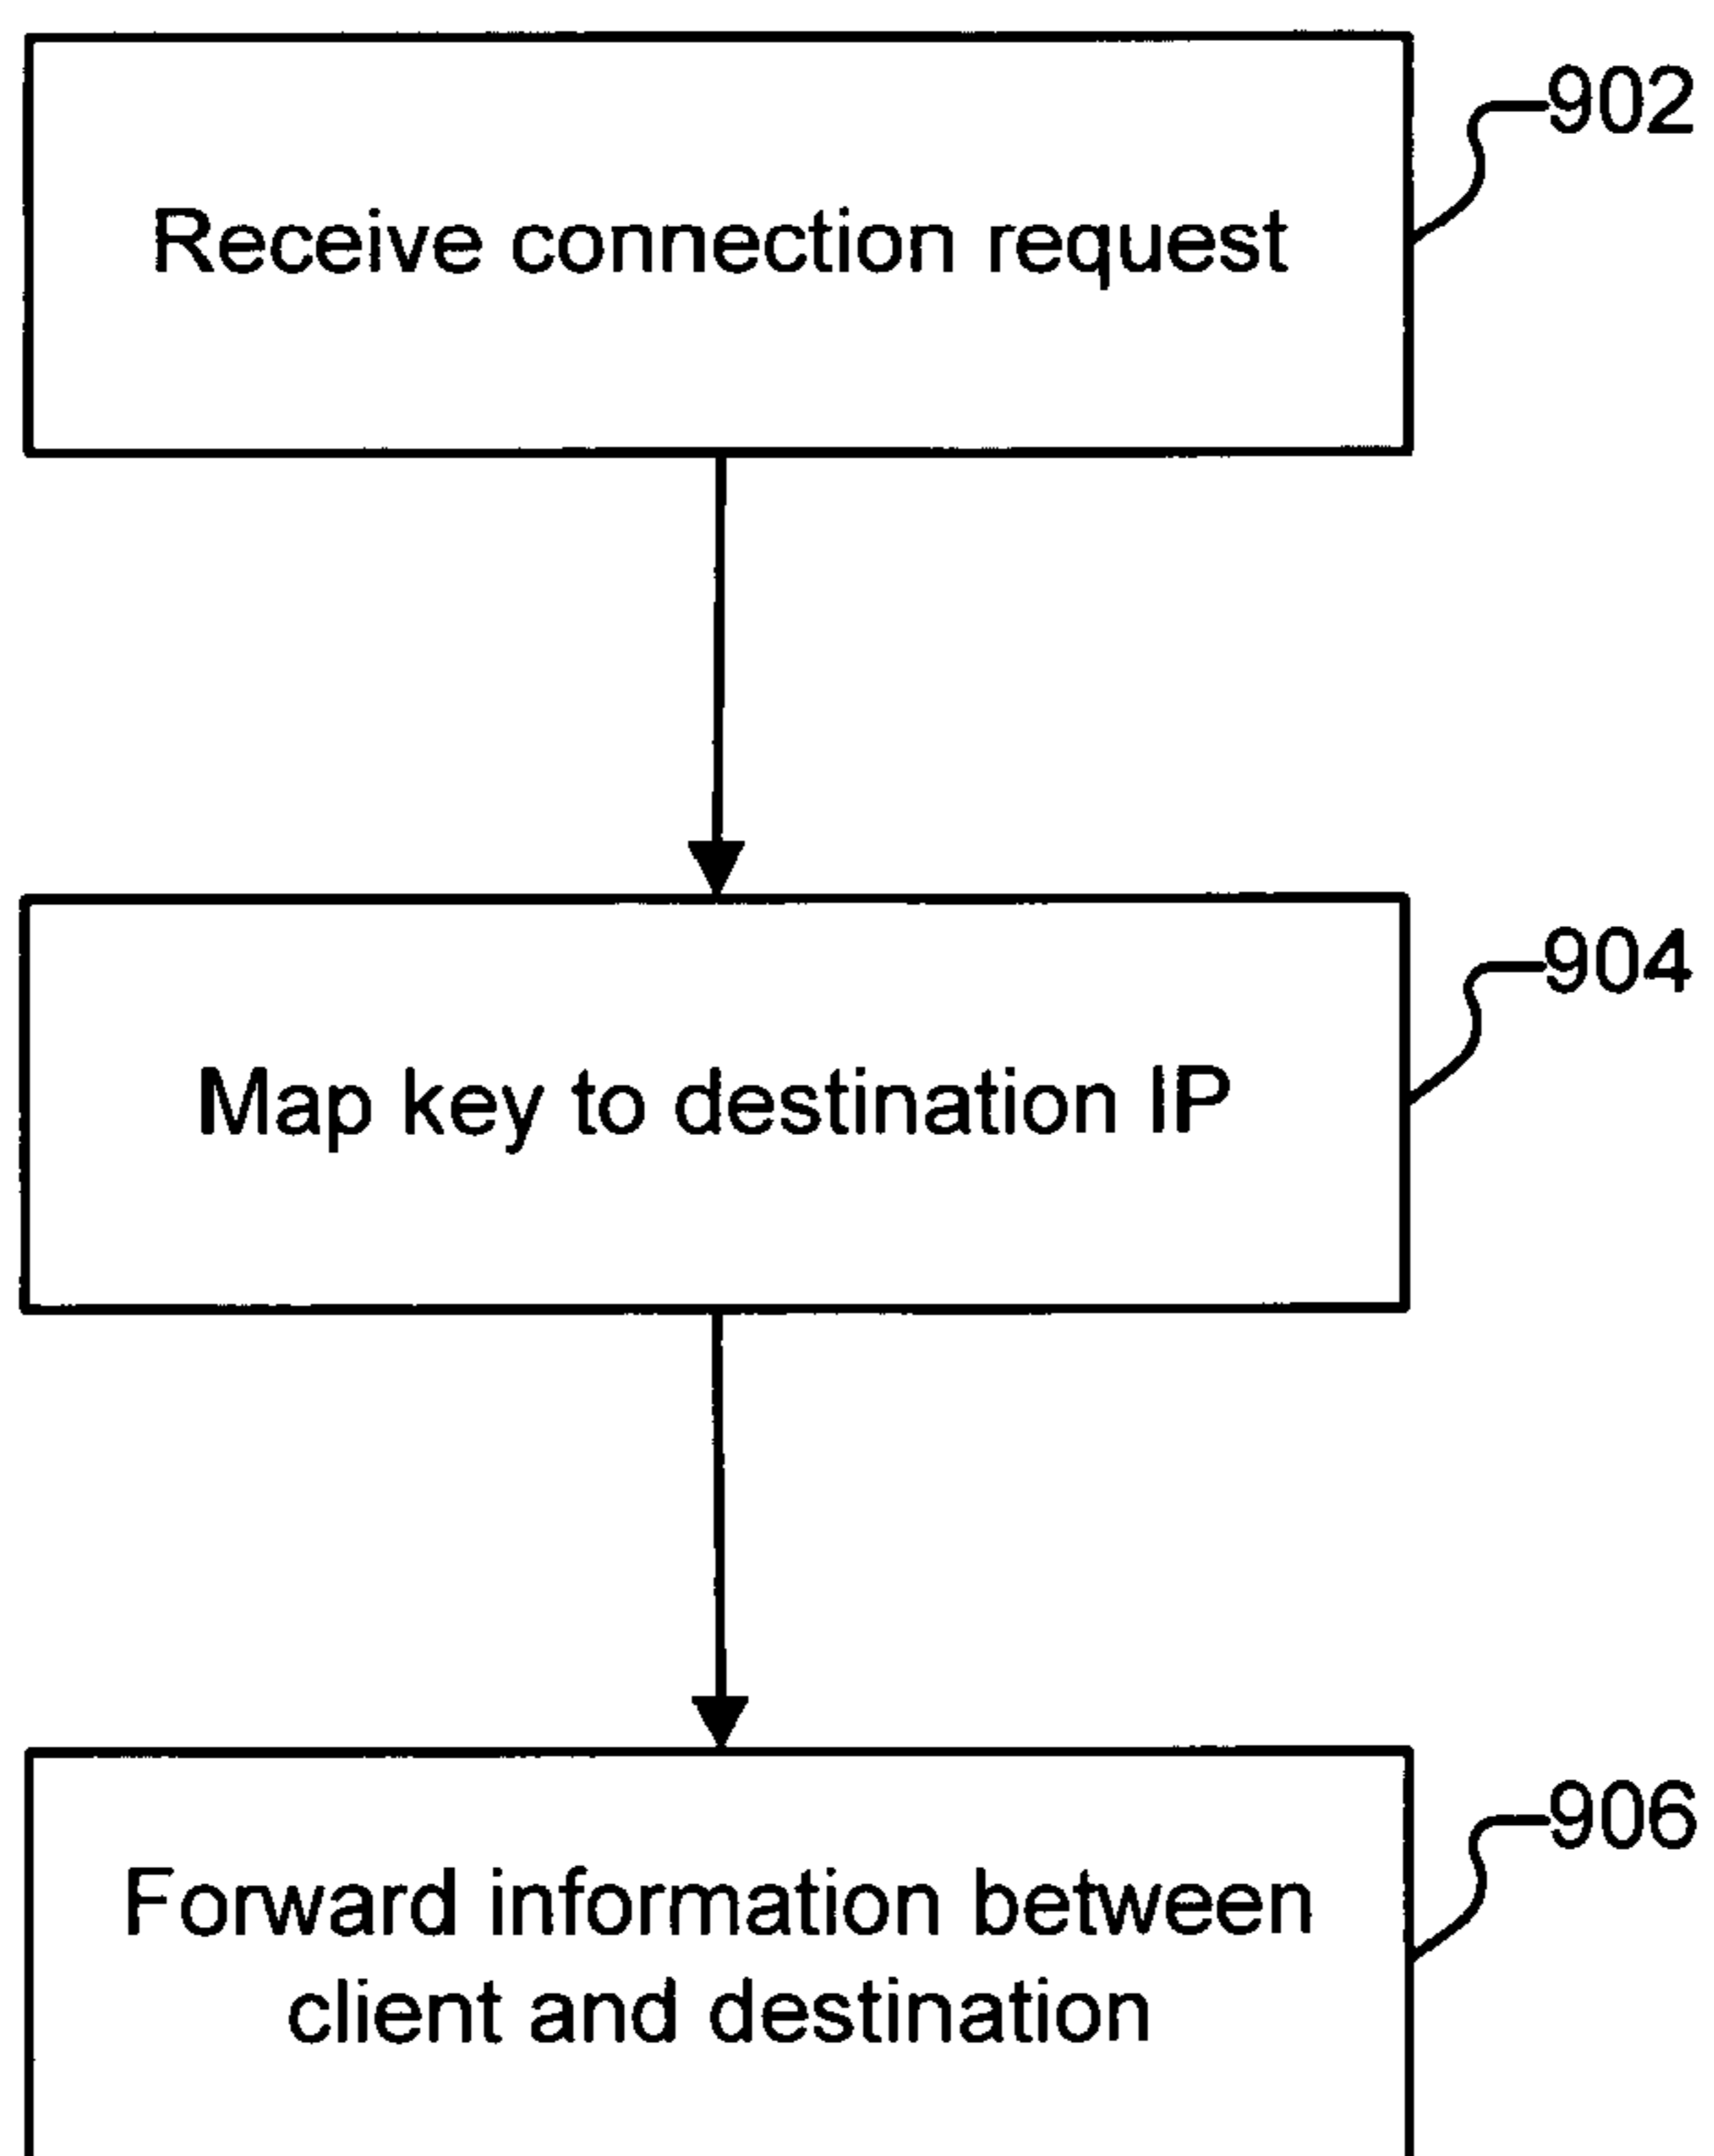 902
Receive connection request
904
Map key to destination IP
906
Forward information between
client and destination